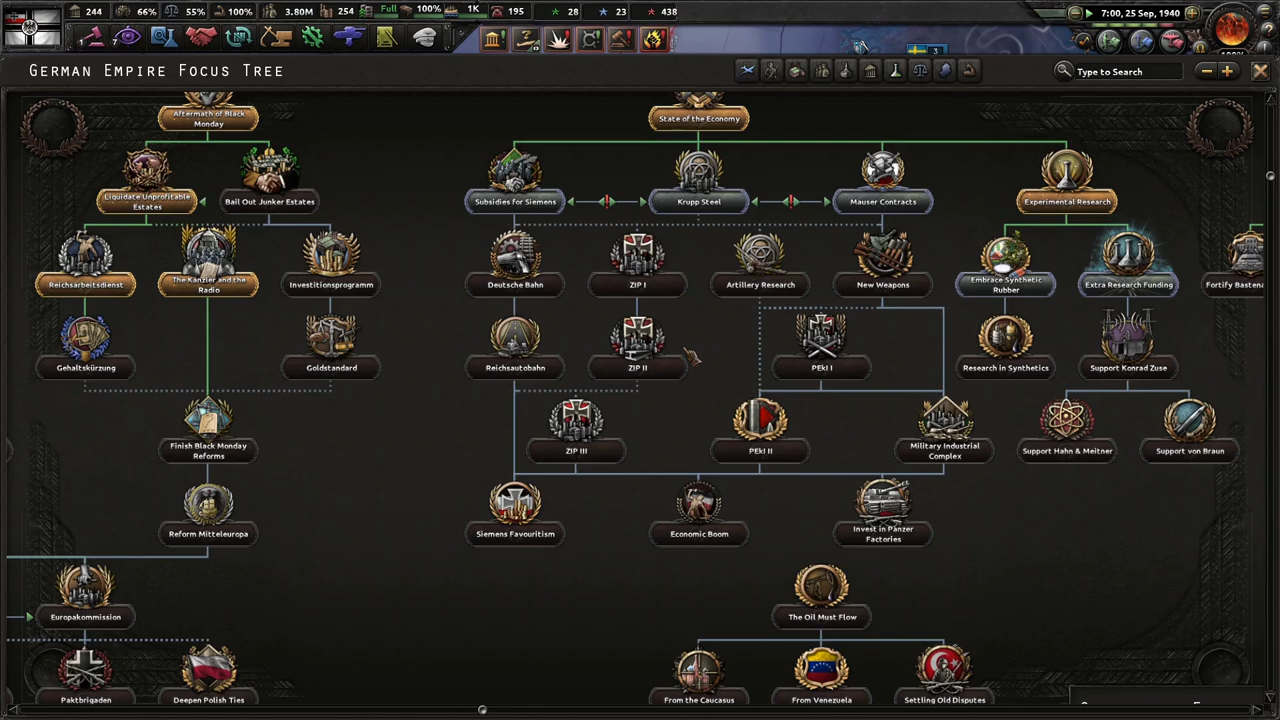 244 66% 55% 100% 3.80M 254 Full 100% 1K 195 28 23 438
7:00, 25 Sep, 1940
1 7
3
GERMAN EMPIRE FOCUS TREE
Type to Search
Aftermath of Black
Monday
State of the Economy
Liquidate Unprofitable
Estates
Bail Out Junker Estates
Subsidies for Siemens
Krupp Steel
Mauser Contracts
Experimental Research
Reichsarbeitsdienst
The Kanzler and the
Radio
Investitionsprogramm
Deutsche Bahn
ZIP I
Artillery Research
New Weapons
Embrace Synthetic
Rubber
Extra Research Funding
Fortify Basten
Gehaltskürzung
Goldstandard
Reichsautobahn
ZIP II
PEkI I
Research in Synthetics
Support Konrad Zuse
Finish Black Monday
Reforms
ZIP III
PEkI II
Military Industrial
Complex
Support Hahn & Meitner
Support von Braun
Reform Mitteleuropa
Siemens Favouritism
Economic Boom
Invest in Panzer
Factories
Europakommission
The Oil Must Flow
Paktbrigaden
Deepen Polish Ties
From the Caucasus
From Venezuela
Settling Old Disputes